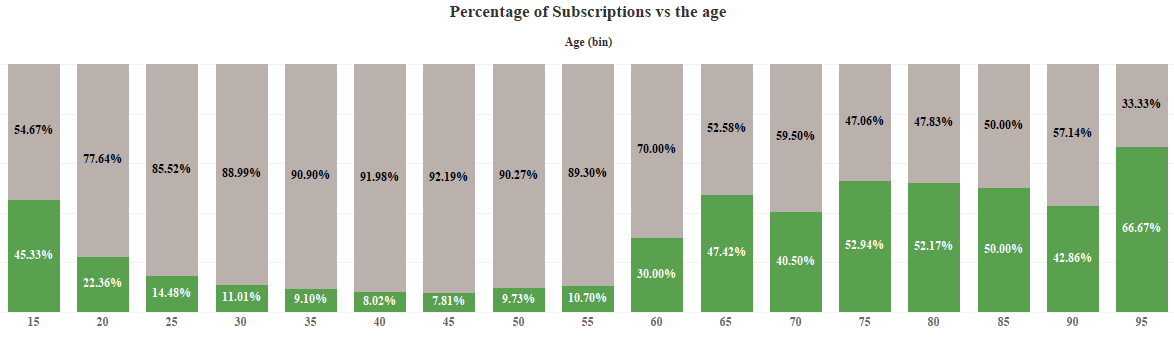 Percentage of Subscriptions vs the age
Age (bin)
54.67% 77.64% 85.52% 88.99% 90.90% 91.98% 92.19% 90.27% 89.30% 70.00% 52.58% 59.50% 47.06% 47.83% 50.00% 57.14% 33.33%
45.33% 22.36% 14.48% 11.01% 9.10% 8.02% 7.81% 9.73% 10.70% 30.00% 47.42% 40.50% 52.94% 52.17% 50.00% 42.86% 66.67%
15 20 25 30 35 40 45 50 55 60 65 70 75 80 85 90 95